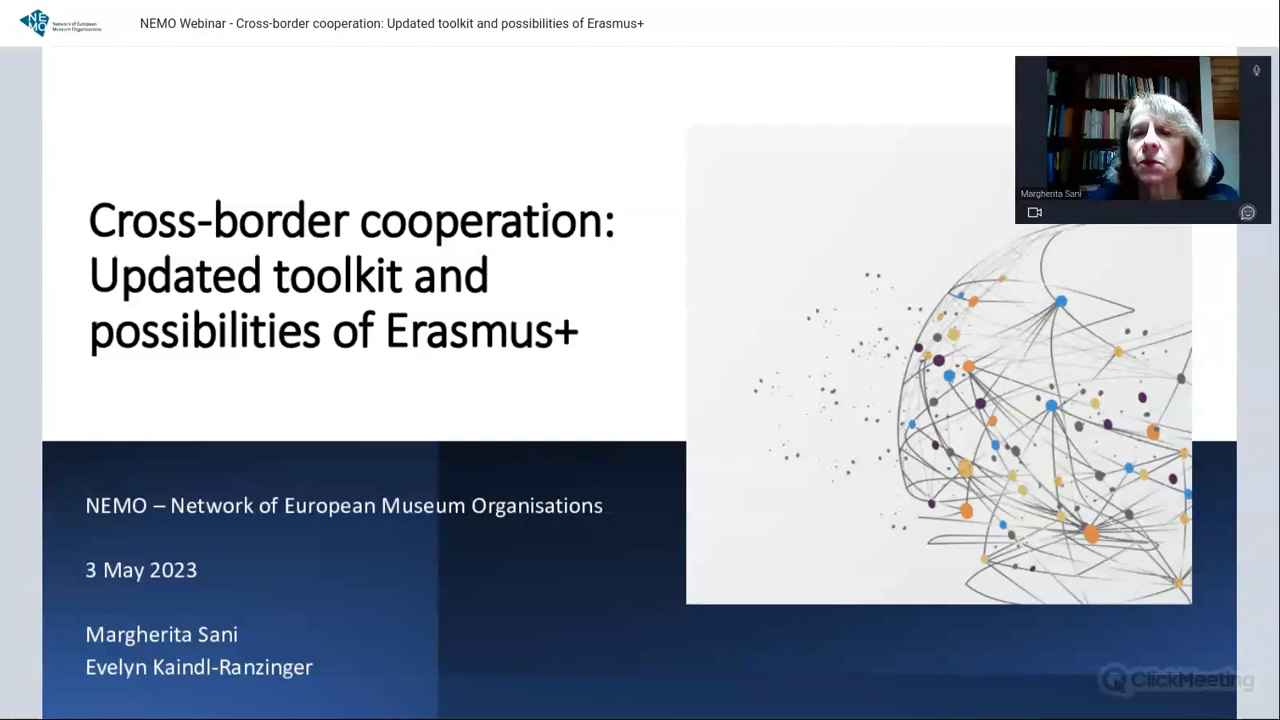 NE
MO
Network of European
Museum Organisations
NEMO Webinar - Cross-border cooperation: Updated toolkit and possibilities of Erasmus+
Margherita Sani
Cross-border cooperation:
Updated toolkit and
possibilities of Erasmus+
NEMO – Network of European Museum Organisations
3 May 2023
Margherita Sani
Evelyn Kaindl-Ranzinger
ClickMeeting